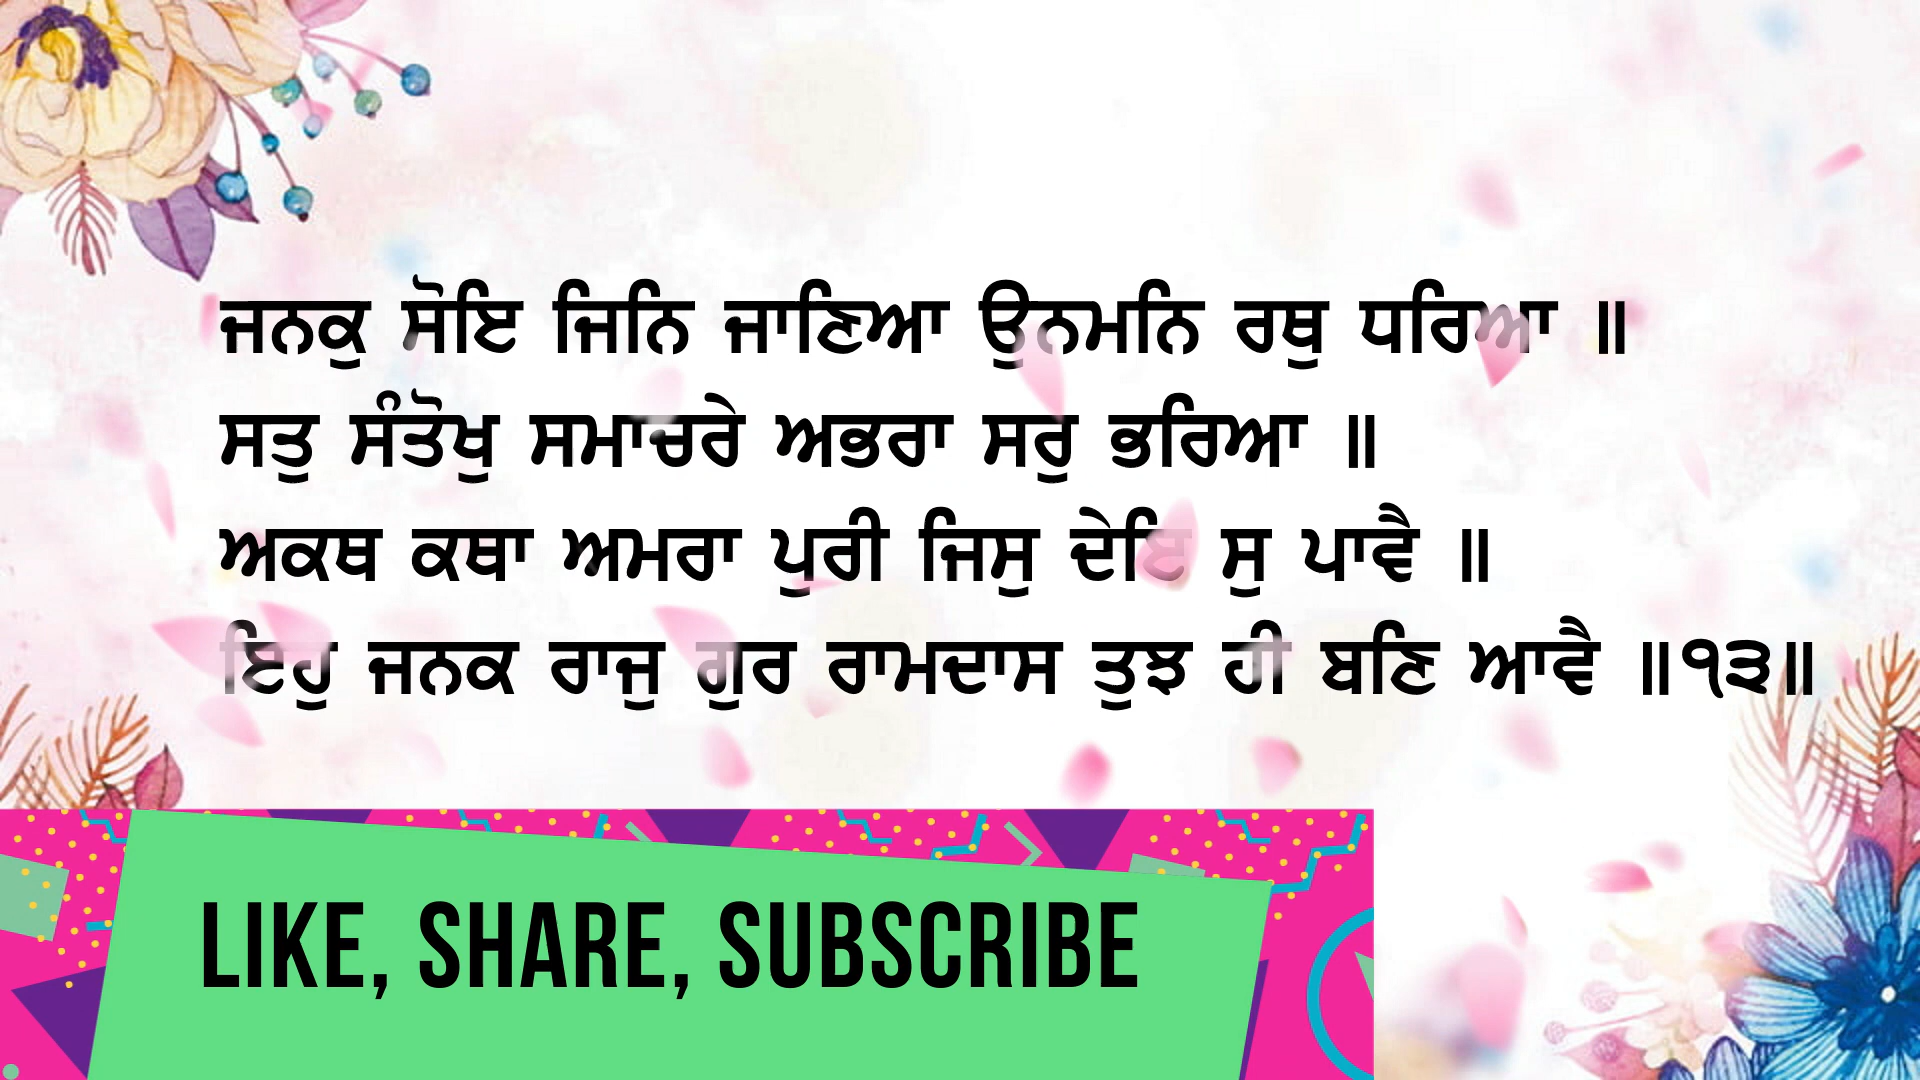 ਜਨਕੁ ਸੋਇ ਜਿਨਿ ਜਾਣਿਆ ਉਨਮਨਿ ਰਥੁ ਧਰਿਆ ॥
ਸਤੁ ਸੰਤੋਖੁ ਸਮਾਚਰੇ ਅਭਰਾ ਸਰੁ ਭਰਿਆ ॥
ਅਕਥ ਕਥਾ ਅਮਰਾ ਪੁਰੀ ਜਿਸੁ ਦੇਇ ਸੁ ਪਾਵੈ ॥
ਇਹੁ ਜਨਕ ਰਾਜੁ ਗੁਰ ਰਾਮਦਾਸ ਤੁਝ ਹੀ ਬਣਿ ਆਵੈ ॥੧੩॥
LIKE, SHARE, SUBSCRIBE